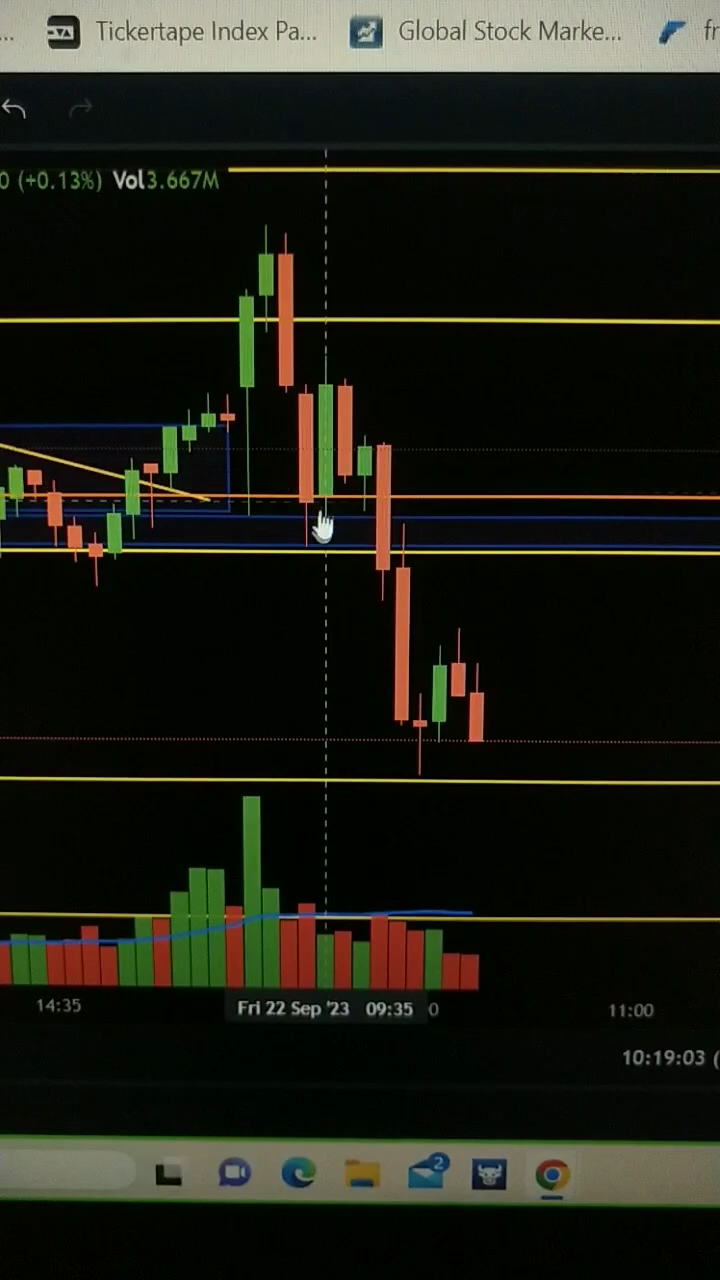 ... Tickertape Index Pa... Global Stock Marke... fr
0 (+0.13%) Vol3.667M
14:35 Fri 22 Sep '23 09:35 0 11:00
10:19:03 (
2